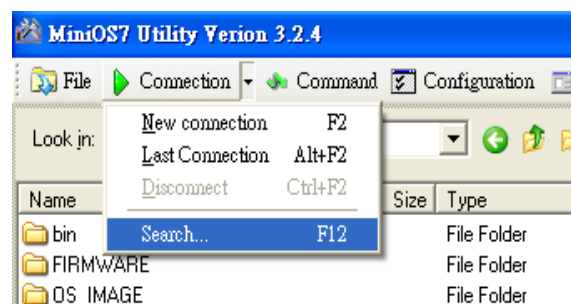 MiniOS7 Utility Verion 3.2.4
File Connection Command Configuration
New connection F2
Look in:
Last Connection Alt+F2
Disconnect Ctrl+F2
Name Size Type
bin Search... F12 File Folder
FIRMWARE File Folder
OS_IMAGE File Folder